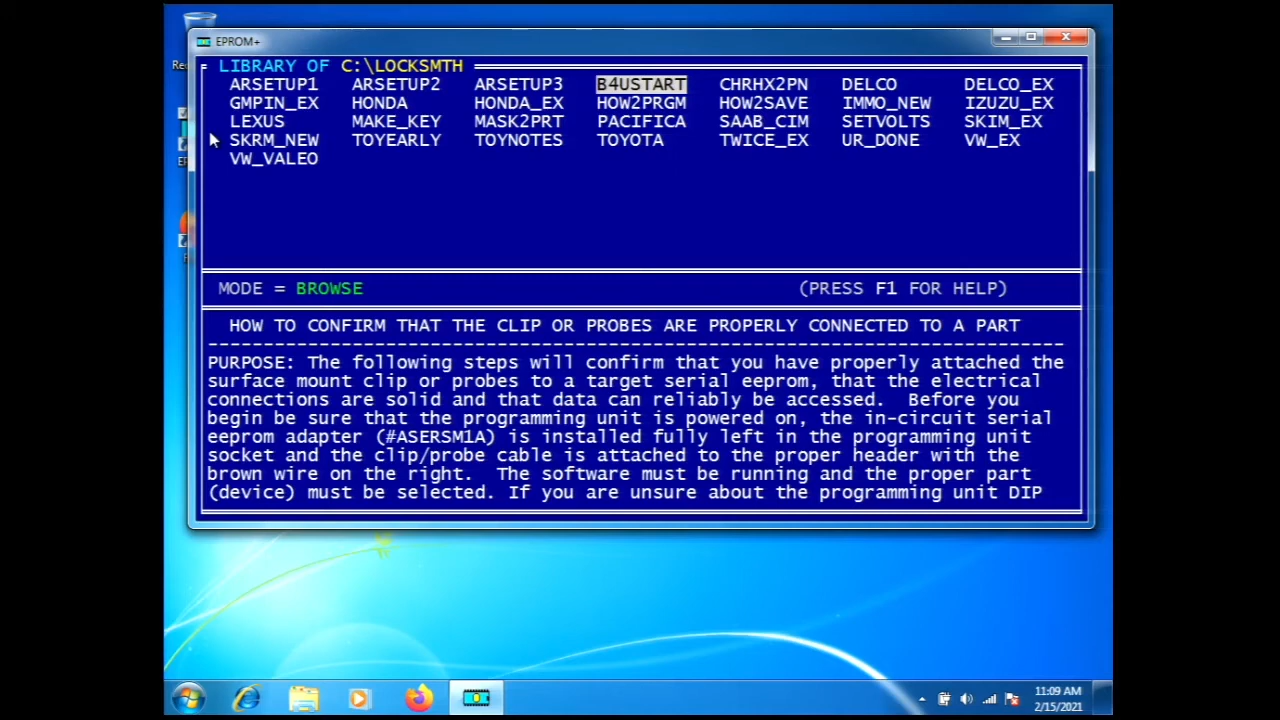 EPROM+
LIBRARY OF C:\LOCKSMTH
ARSETUP1 ARSETUP2 ARSETUP3 B4USTART CHRHX2PN DELCO DELCO_EX
GMPIN_EX HONDA HONDA_EX HOW2PRGM HOW2SAVE IMMO_NEW IZUZU_EX
LEXUS MAKE_KEY MASK2PRT PACIFICA SAAB_CIM SETVOLTS SKIM_EX
SKRM_NEW TOYEARLY TOYNOTES TOYOTA TWICE_EX UR_DONE VW_EX
VW_VALEO
MODE = BROWSE (PRESS F1 FOR HELP)
HOW TO CONFIRM THAT THE CLIP OR PROBES ARE PROPERLY CONNECTED TO A PART
------------------------------------------------------------------------------
PURPOSE: The following steps will confirm that you have properly attached the
surface mount clip or probes to a target serial eeprom, that the electrical
connections are solid and that data can reliably be accessed. Before you
begin be sure that the programming unit is powered on, the in-circuit serial
eeprom adapter (#ASERSM1A) is installed fully left in the programming unit
socket and the clip/probe cable is attached to the proper header with the
brown wire on the right. The software must be running and the proper part
(device) must be selected. If you are unsure about the programming unit DIP
11:09 AM
2/15/2021